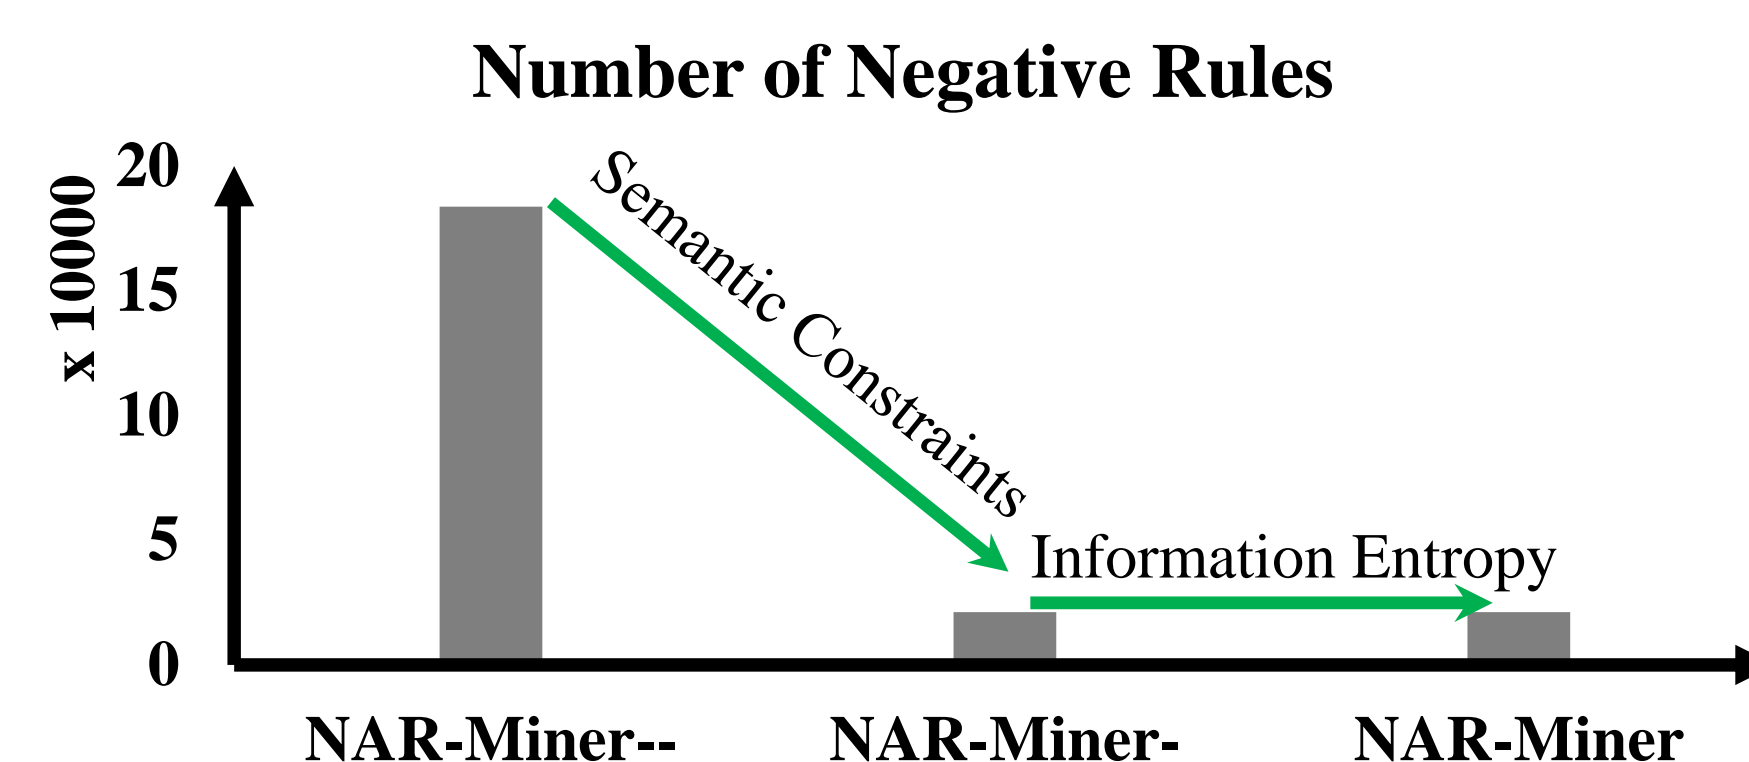 Number of Negative Rules
x 10000
20
15
10
5
0
Semantic Constraints
Information Entropy
NAR-Miner--
NAR-Miner-
NAR-Miner